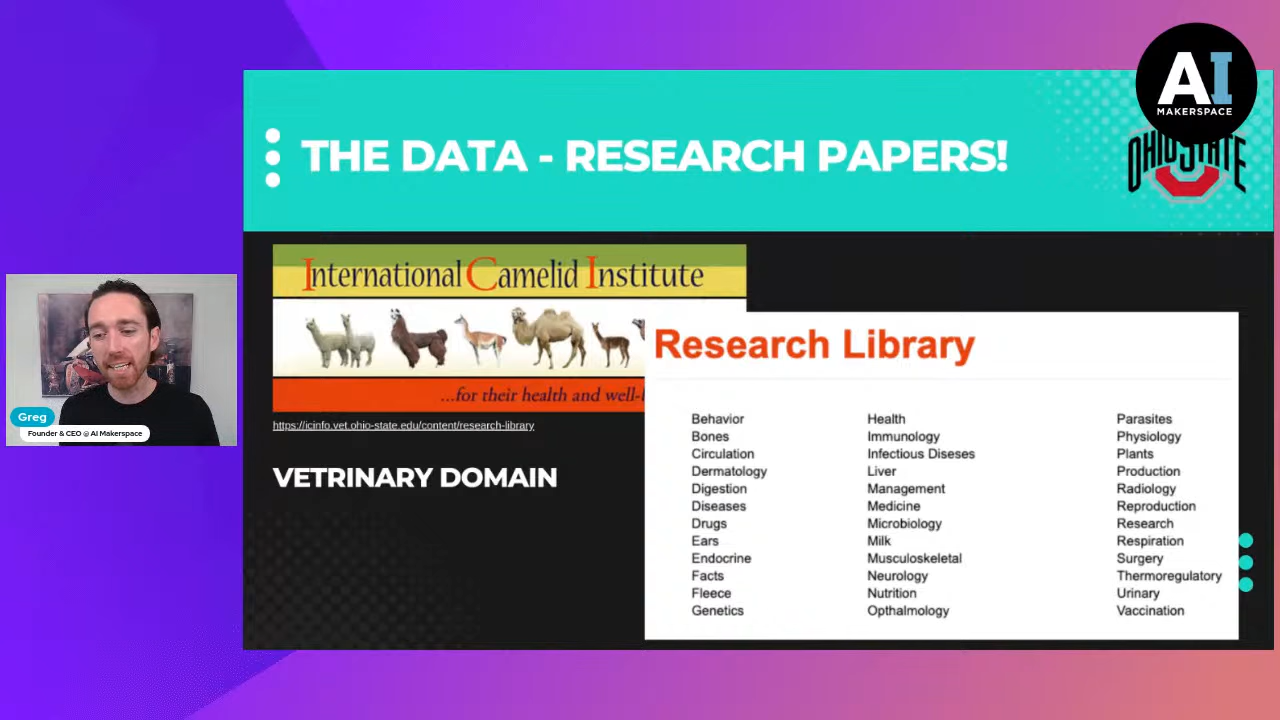 AI
MAKERSPACE
THE DATA - RESEARCH PAPERS!
OHIO STATE
International Camelid Institute
...for their health and well-
https://icinfo.vet.ohio-state.edu/content/research-library
VETRINARY DOMAIN
Research Library
Behavior
Bones
Circulation
Dermatology
Digestion
Diseases
Drugs
Ears
Endocrine
Facts
Fleece
Genetics
Health
Immunology
Infectious Diseses
Liver
Management
Medicine
Microbiology
Milk
Musculoskeletal
Neurology
Nutrition
Opthalmology
Parasites
Physiology
Plants
Production
Radiology
Reproduction
Research
Respiration
Surgery
Thermoregulatory
Urinary
Vaccination
Greg
Founder & CEO @ AI Makerspace